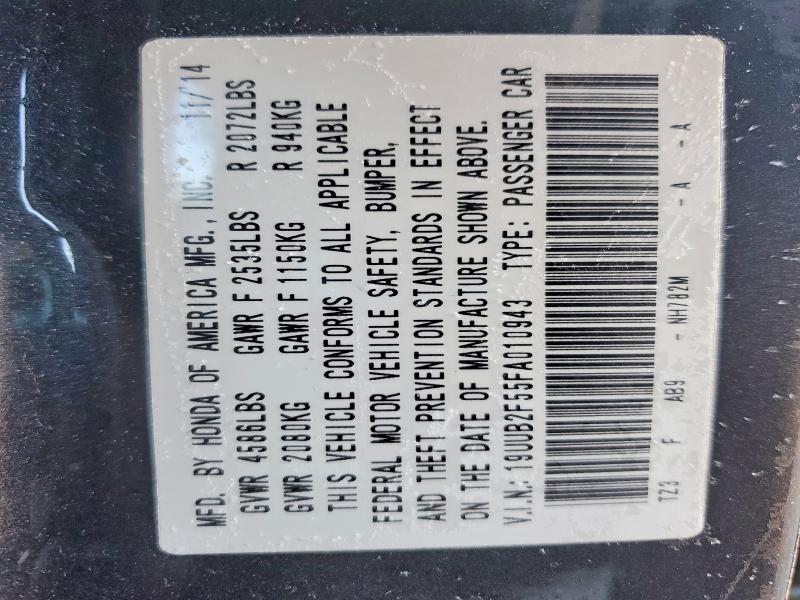 MFD. BY HONDA OF AMERICA MFG., INC. 11/14
GVWR 4586LBS GAWR F 2535LBS R 2072LBS
GVWR 2080KG GAWR F 1150KG R 940KG
THIS VEHICLE CONFORMS TO ALL APPLICABLE
FEDERAL MOTOR VEHICLE SAFETY, BUMPER,
AND THEFT PREVENTION STANDARDS IN EFFECT
ON THE DATE OF MANUFACTURE SHOWN ABOVE.
V.I.N.: 19UUB2F55FA010943 TYPE: PASSENGER CAR
TZ3 F AB9 - NH782M - A - A